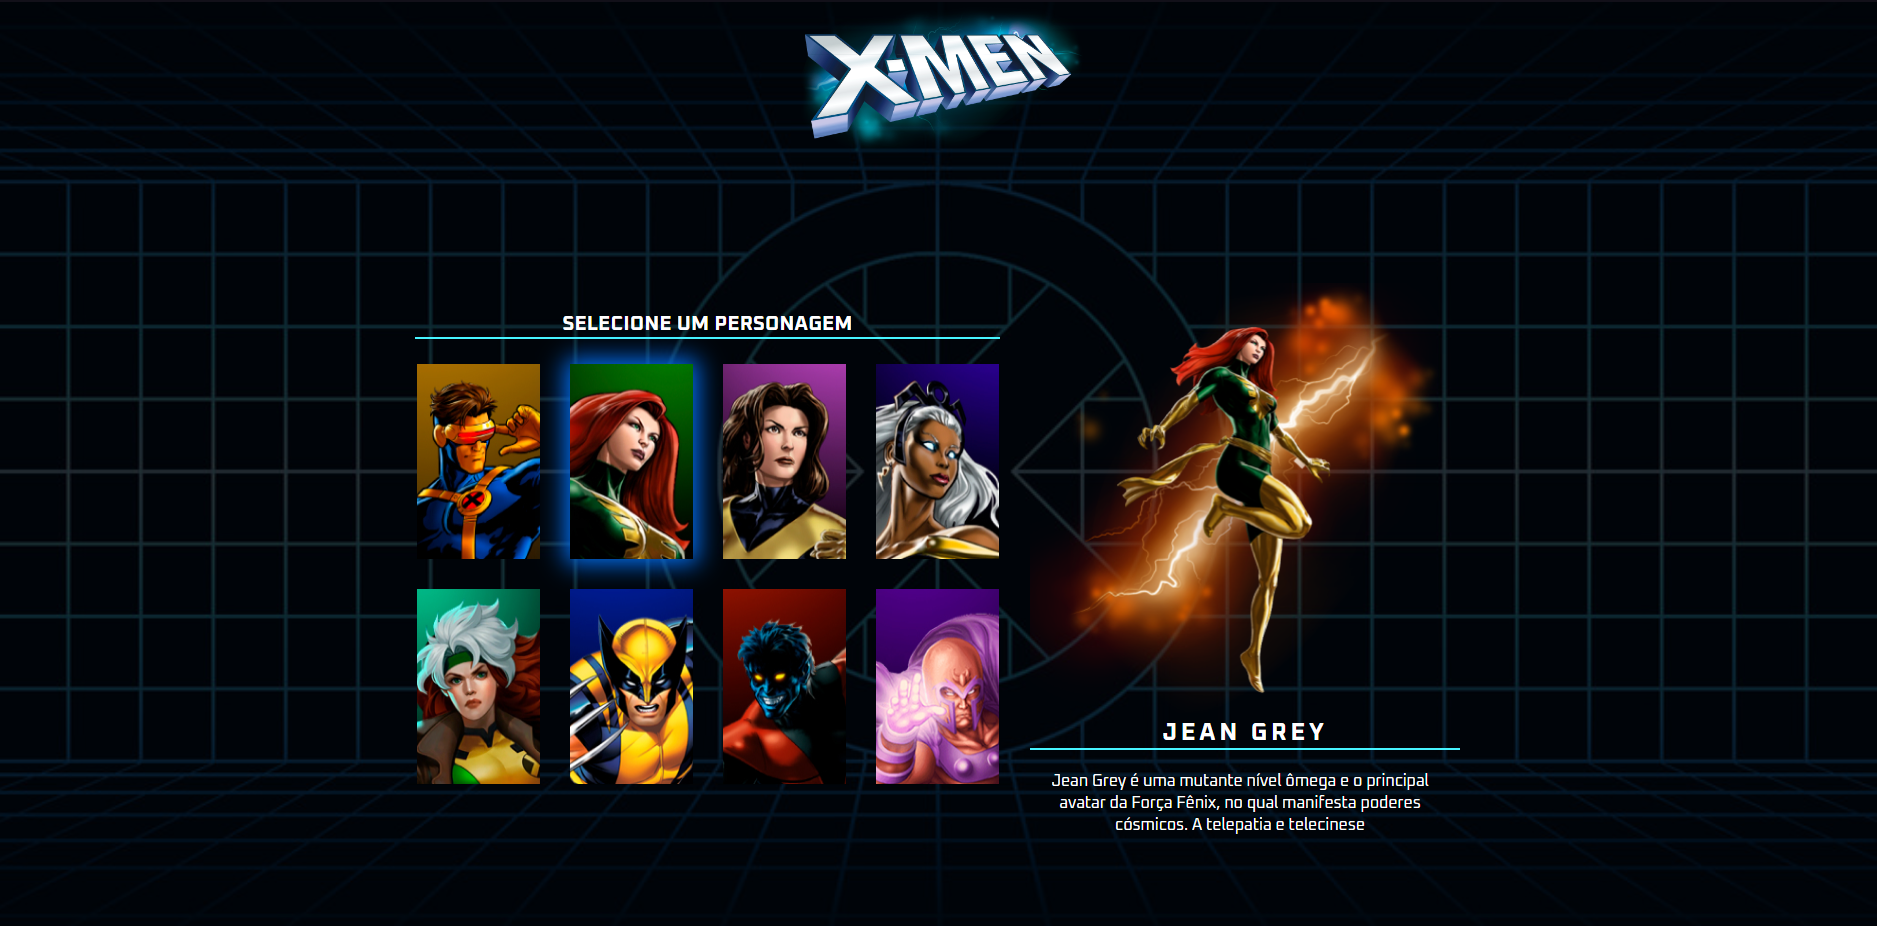 X-MEN
SELECIONE UM PERSONAGEM
JEAN GREY
Jean Grey é uma mutante nível ômega e o principal
avatar da Força Fênix, no qual manifesta poderes
cósmicos. A telepatia e telecinese